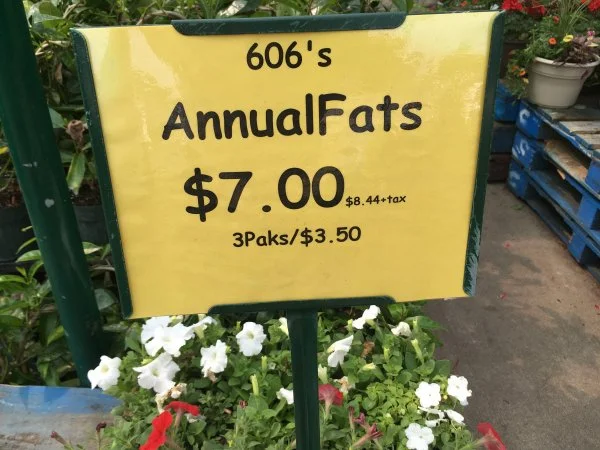 606's
AnnualFats
$7.00 $8.44+tax
3Paks/$3.50